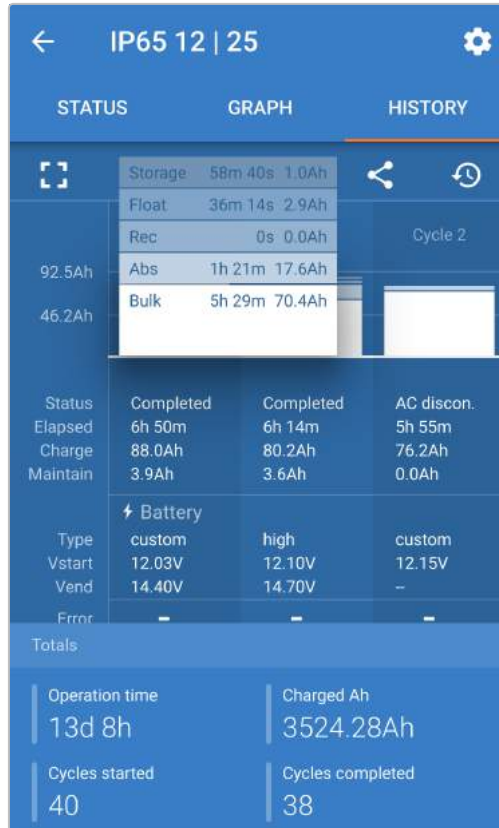 IP65 12 | 25
STATUS GRAPH HISTORY
Storage 58m 40s 1.0Ah
Float 36m 14s 2.9Ah
Rec 0s 0.0Ah
Cycle 2
92.5Ah
Abs 1h 21m 17.6Ah
Bulk 5h 29m 70.4Ah
46.2Ah
Status Completed Completed AC discon.
Elapsed 6h 50m 6h 14m 5h 55m
Charge 88.0Ah 80.2Ah 76.2Ah
Maintain 3.9Ah 3.6Ah 0.0Ah
Battery
Type custom high custom
Vstart 12.03V 12.10V 12.15V
Vend 14.40V 14.70V --
Error – – –
Totals
Operation time Charged Ah
13d 8h 3524.28Ah
Cycles started Cycles completed
40 38